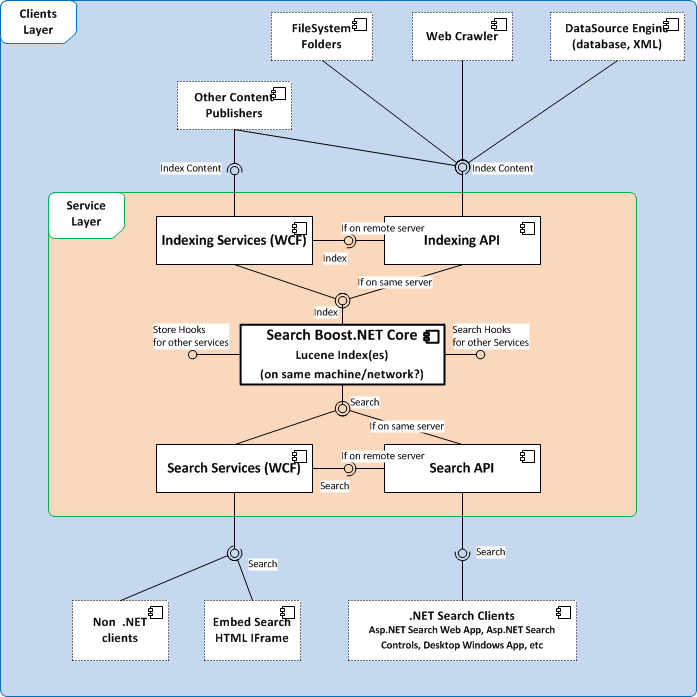 Clients
Layer
FileSystem
Folders
Web Crawler
DataSource Engine
(database, XML)
Other Content
Publishers
Index Content
Index Content
Service
Layer
Indexing Services (WCF)
If on remote server
Index
Indexing API
If on same server
Index
Store Hooks
for other services
Search Boost.NET Core
Lucene Index(es)
(on same machine/network?)
Search Hooks
for other Services
Search
If on same server
Search Services (WCF)
If on remote server
Search
Search API
Search
Search
Non .NET
clients
Embed Search
HTML IFrame
.NET Search Clients
Asp.NET Search Web App, Asp.NET Search
Controls, Desktop Windows App, etc